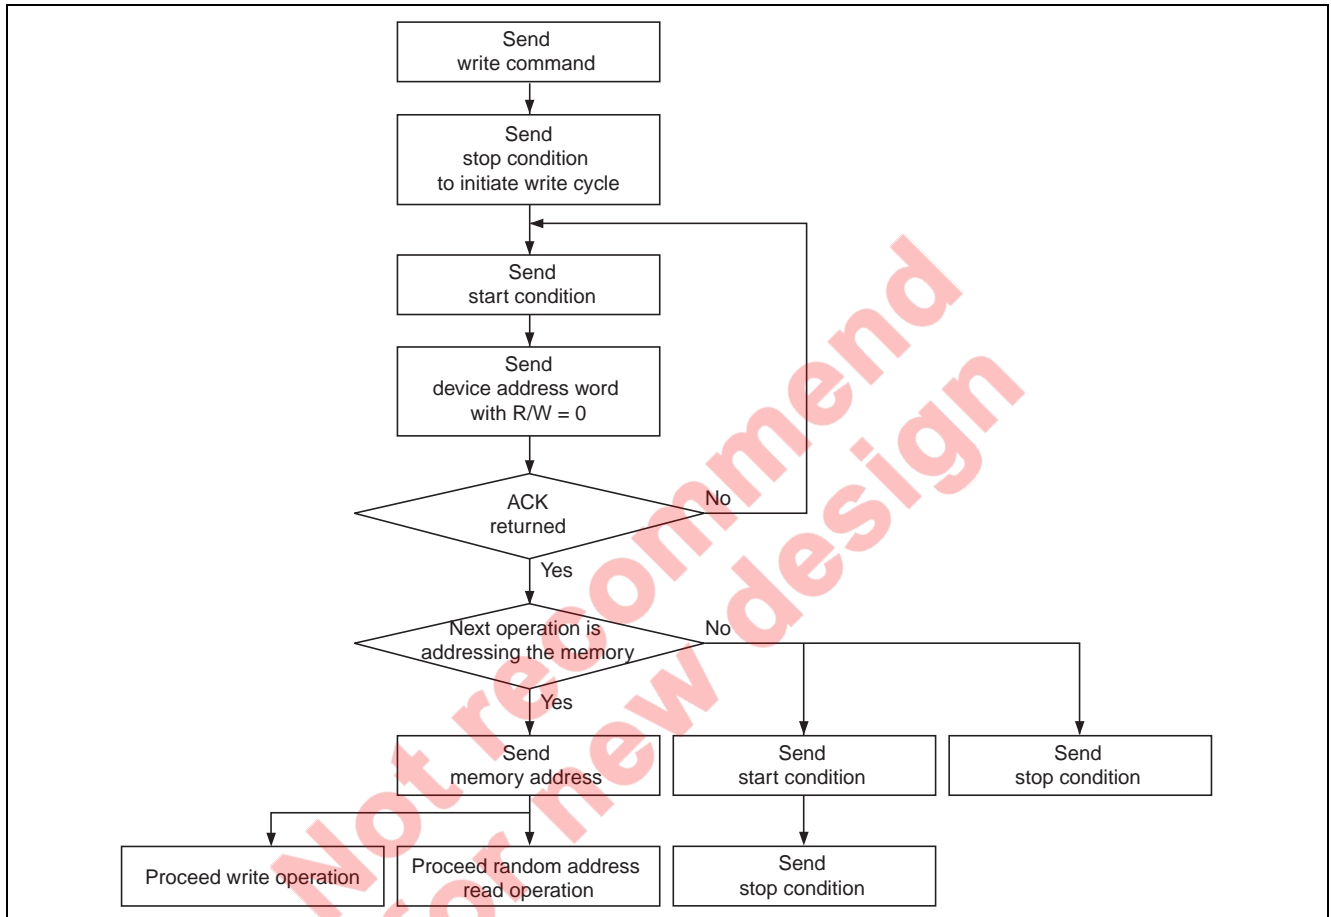 Send
write command
Send
stop condition
to initiate write cycle
Send
start condition
Send
device address word
with R/W = 0
ACK
returned
No
Yes
Next operation is
addressing the memory
No
Yes
Send
memory address
Send
start condition
Send
stop condition
Proceed write operation
Proceed random address
read operation
Send
stop condition
Not recommend
for new design